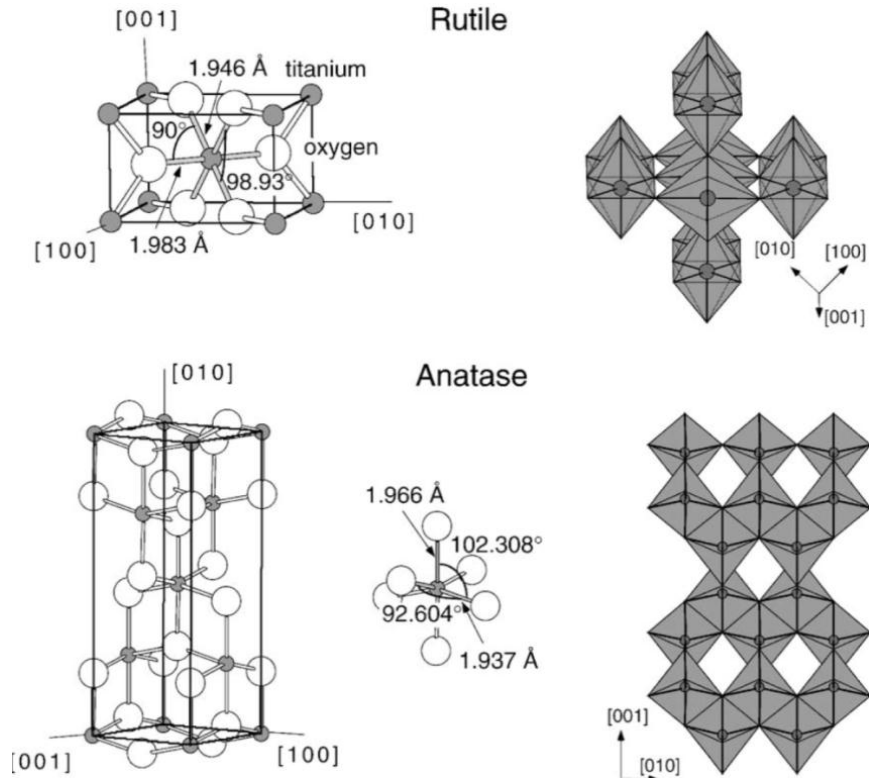 Rutile
[001]
1.946 Å
titanium
90°
oxygen
98.93°
[010]
[100]
1.983 Å
[010]
[100]
[001]
Anatase
[010]
1.966 Å
102.308°
92.604°
1.937 Å
[001]
[100]
[001]
[010]